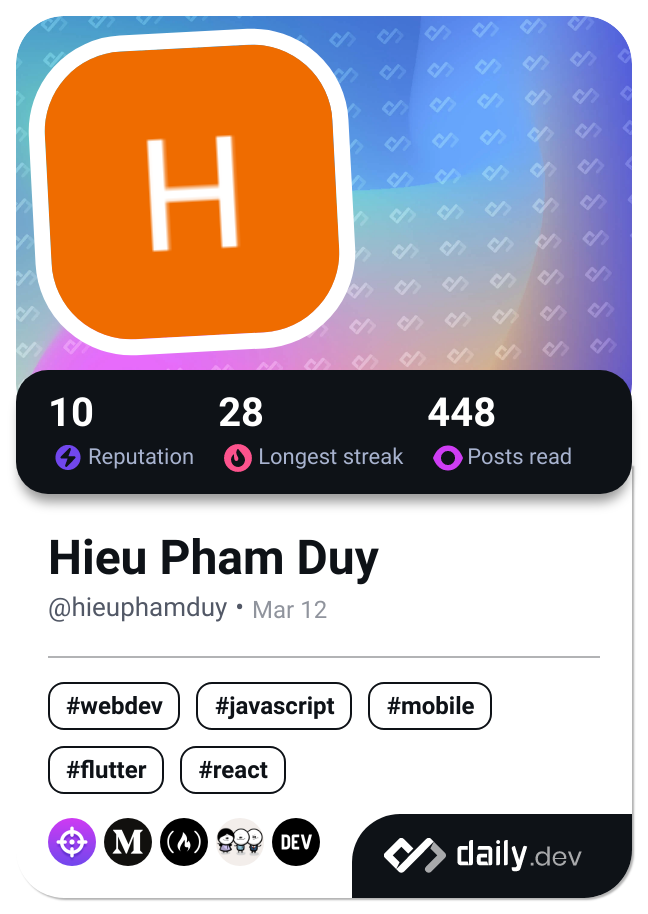 H
10 28 448
Reputation Longest streak Posts read
Hieu Pham Duy
@hieuphamduy • Mar 12
#webdev #javascript #mobile
#flutter #react
M DEV
daily.dev